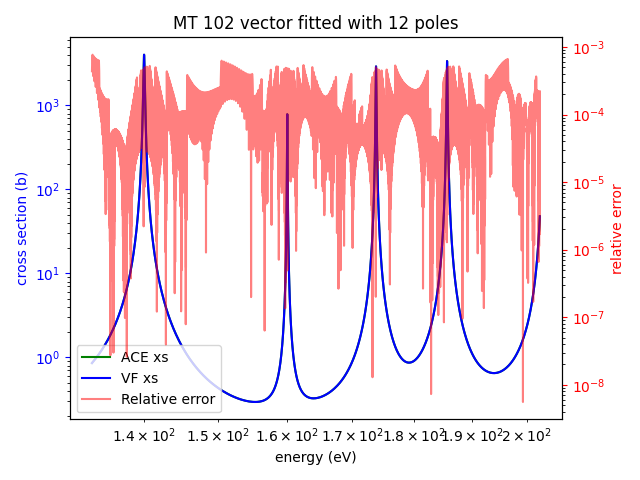 MT 102 vector fitted with 12 poles
cross section (b)
10³
10²
10¹
10⁰
10⁻³
10⁻⁴
10⁻⁵
10⁻⁶
10⁻⁷
10⁻⁸
relative error
ACE xs
VF xs
Relative error
1.4 × 10² 1.5 × 10² 1.6 × 10² 1.7 × 10² 1.8 × 10² 1.9 × 10² 2 × 10²
energy (eV)